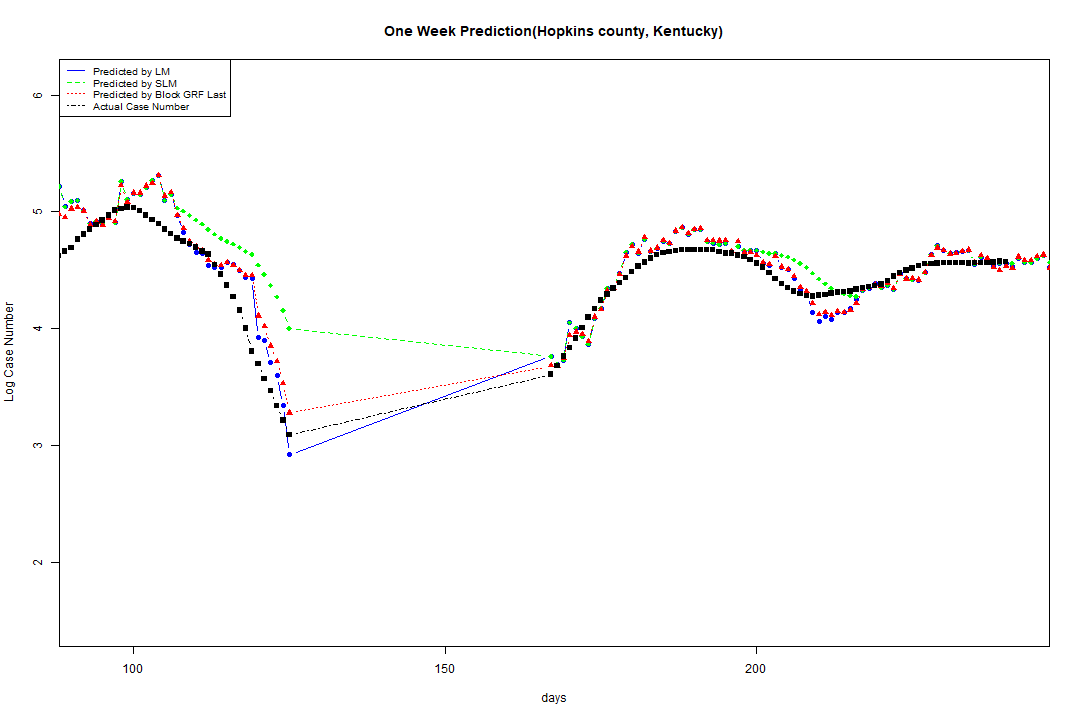 One Week Prediction(Hopkins county, Kentucky)
Predicted by LM
Predicted by SLM
Predicted by Block GRF Last
Actual Case Number
Log Case Number
6
5
4
3
2
100 150 200
days